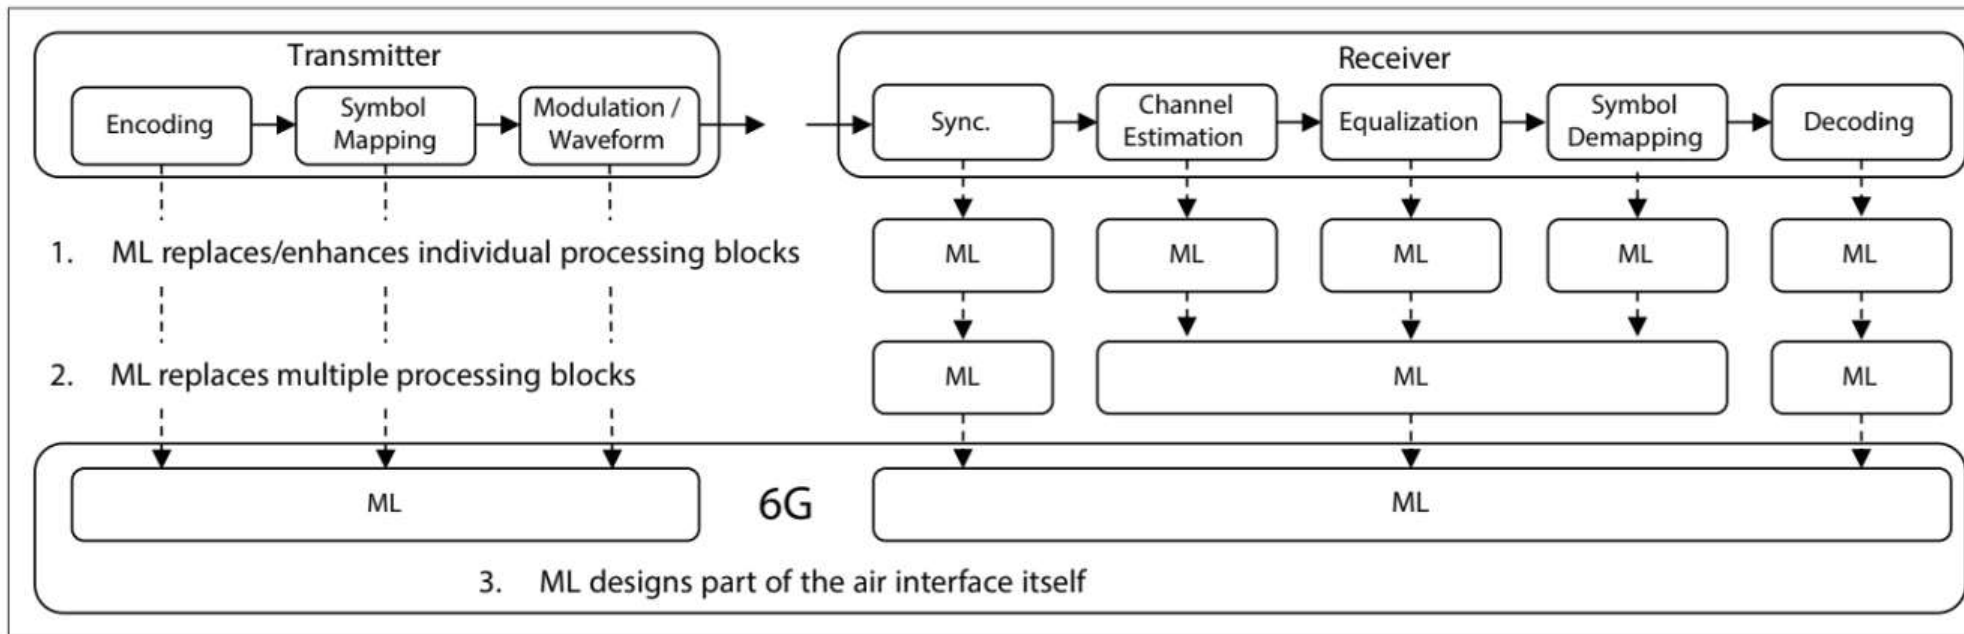 Transmitter
Encoding
Symbol
Mapping
Modulation /
Waveform
Receiver
Sync.
Channel
Estimation
Equalization
Symbol
Demapping
Decoding
1. ML replaces/enhances individual processing blocks
ML
ML
ML
ML
ML
2. ML replaces multiple processing blocks
ML
ML
ML
ML
6G
ML
3. ML designs part of the air interface itself